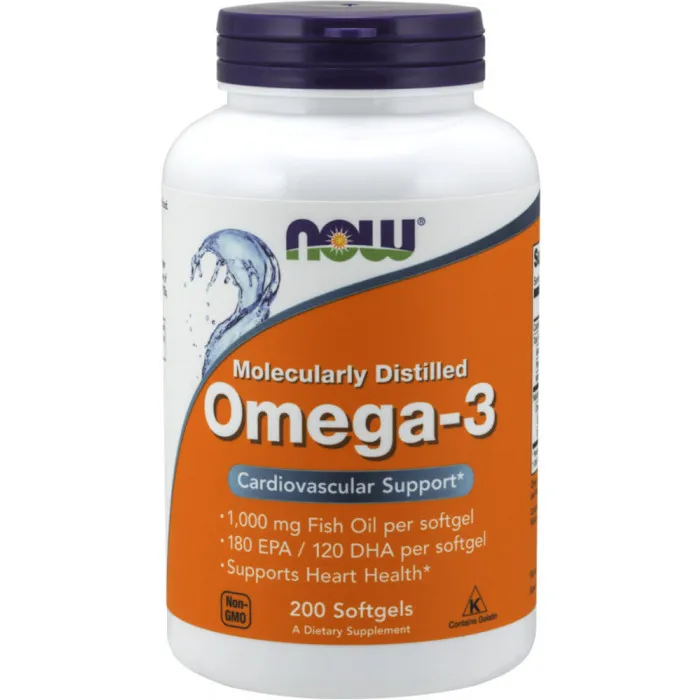 NOW®
Molecularly Distilled
Omega-3
Cardiovascular Support*
• 1,000 mg Fish Oil per softgel
• 180 EPA / 120 DHA per softgel
• Supports Heart Health*
200 Softgels
A Dietary Supplement
Non-
GMO
K
Contains Gelatin